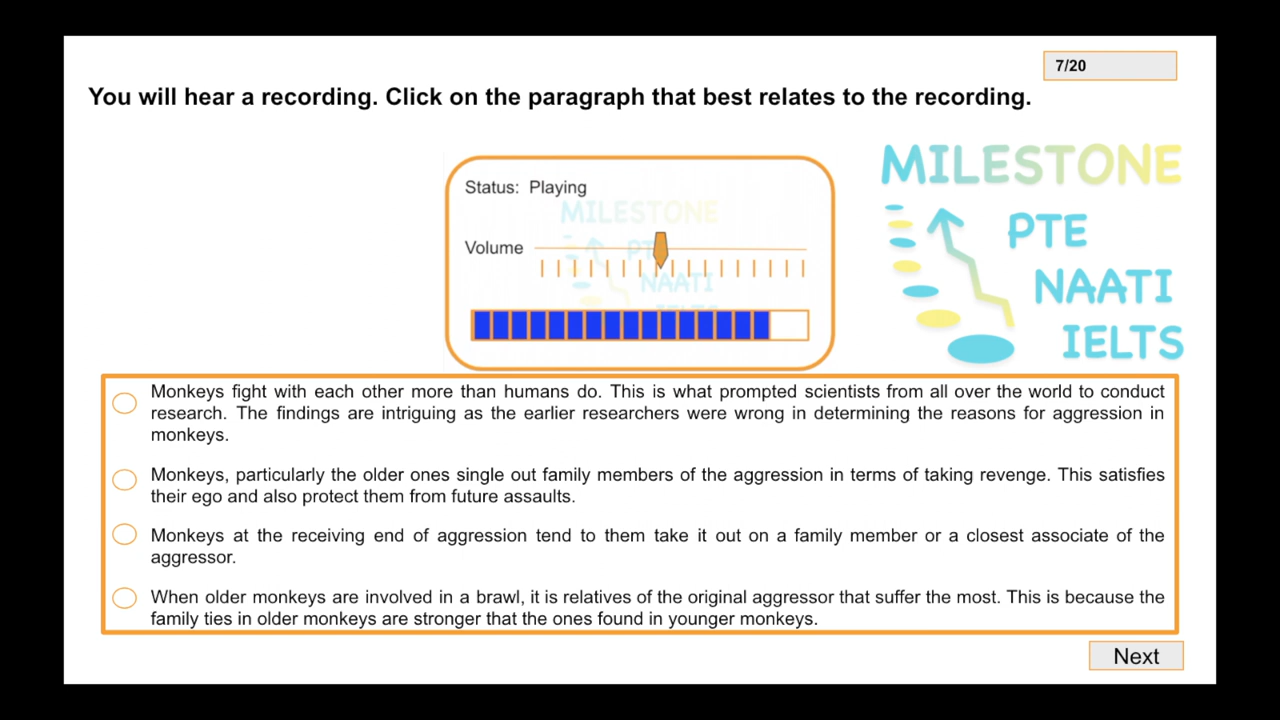 7/20
You will hear a recording. Click on the paragraph that best relates to the recording.
Status: Playing
Volume
MILESTONE
PTE
NAATI
IELTS
MILESTONE
PTE
NAATI
Monkeys fight with each other more than humans do. This is what prompted scientists from all over the world to conduct
research. The findings are intriguing as the earlier researchers were wrong in determining the reasons for aggression in
monkeys.
Monkeys, particularly the older ones single out family members of the aggression in terms of taking revenge. This satisfies
their ego and also protect them from future assaults.
Monkeys at the receiving end of aggression tend to them take it out on a family member or a closest associate of the
aggressor.
When older monkeys are involved in a brawl, it is relatives of the original aggressor that suffer the most. This is because the
family ties in older monkeys are stronger that the ones found in younger monkeys.
Next